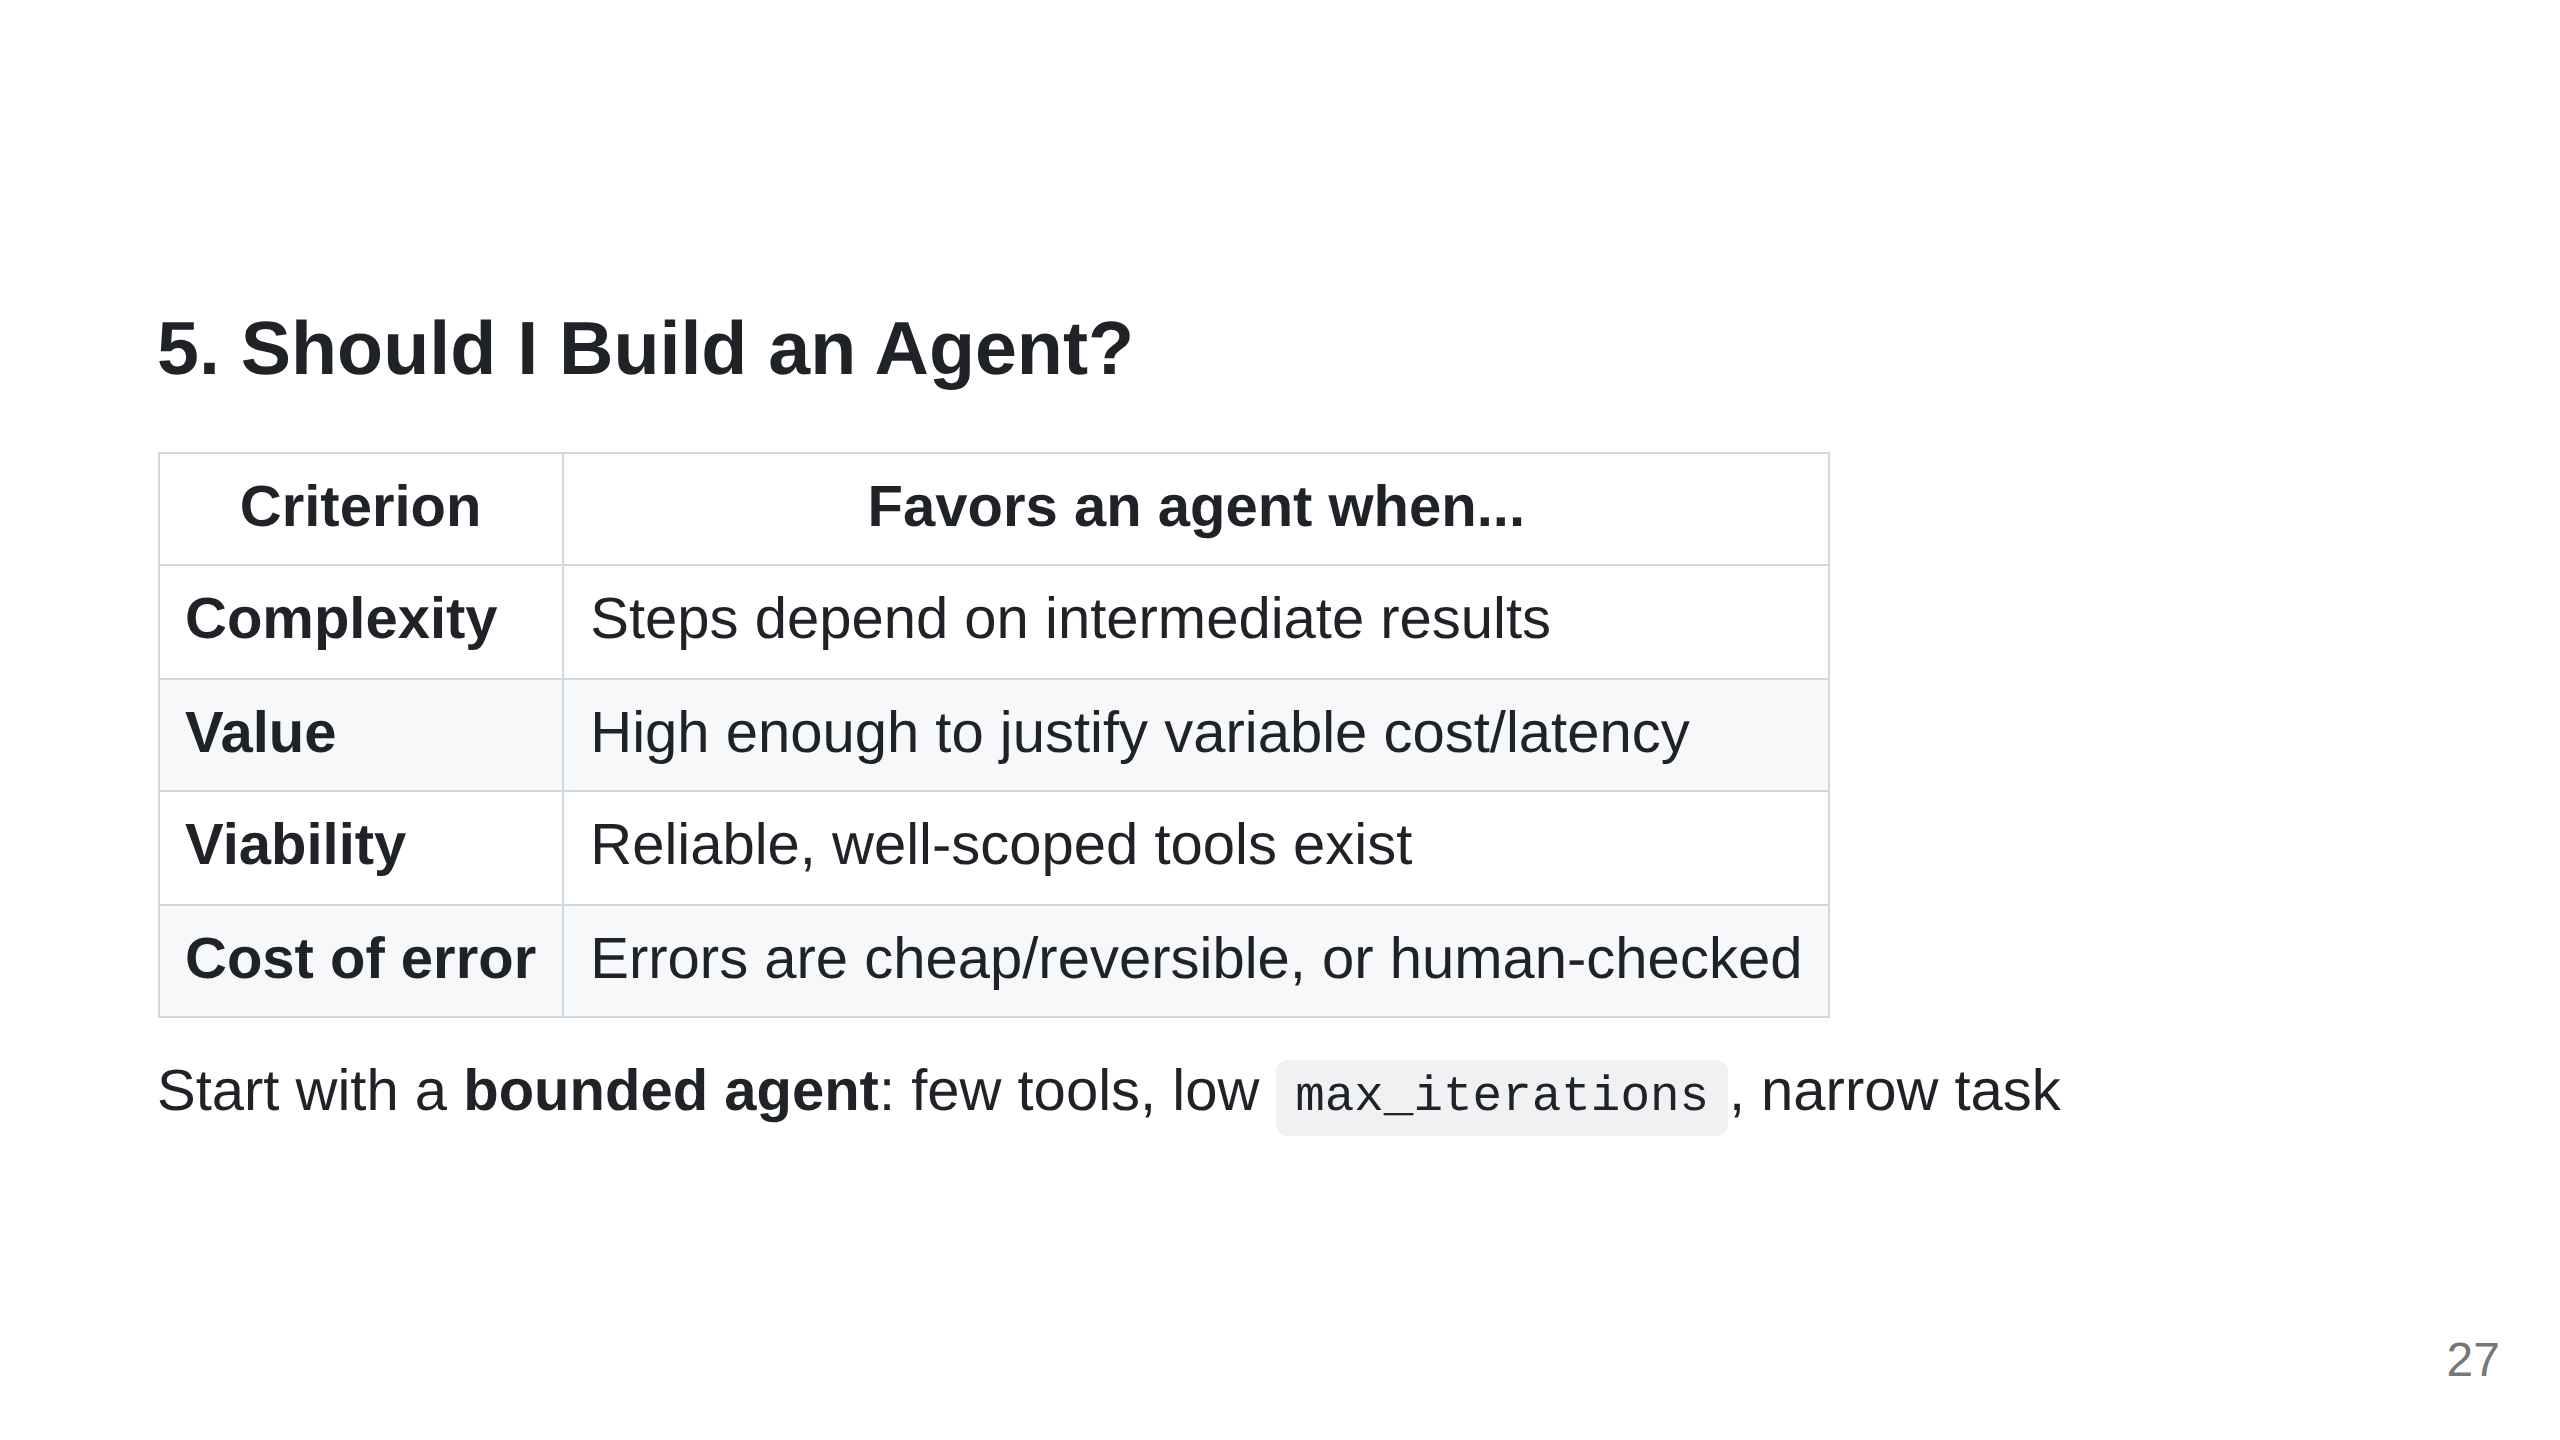 5. Should I Build an Agent?
Criterion
Favors an agent when...
Complexity
Steps depend on intermediate results
Value
High enough to justify variable cost/latency
Viability
Reliable, well-scoped tools exist
Cost of error
Errors are cheap/reversible, or human-checked
Start with a bounded agent: few tools, low max_iterations, narrow task
27